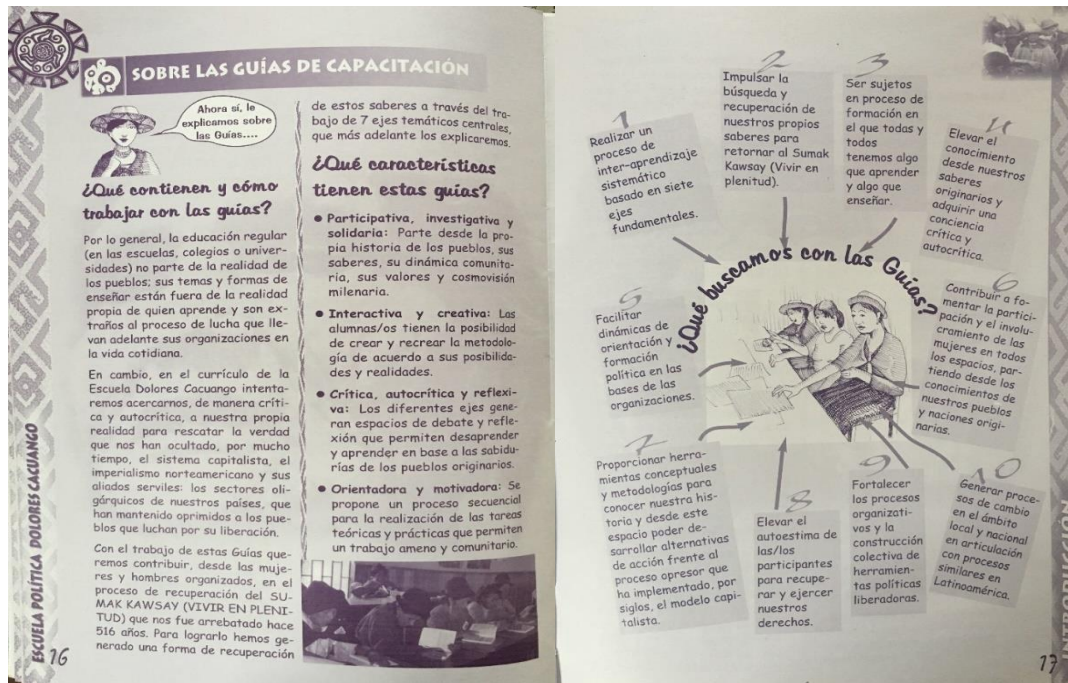 SOBRE LAS GUÍAS DE CAPACITACIÓN
Ahora sí, le
explicamos sobre
las Guías....
¿Qué contienen y cómo
trabajar con las guías?
Por lo general, la educación regular
(en las escuelas, colegios o univer-
sidades) no parte de la realidad de
los pueblos; sus temas y formas de
enseñar están fuera de la realidad
propia de quien aprende y son ex-
traños al proceso de lucha que lle-
van adelante sus organizaciones en
la vida cotidiana.
En cambio, en el currículo de la
Escuela Dolores Cacuango intenta-
remos acercarnos, de manera críti-
ca y autocrítica, a nuestra propia
realidad para rescatar la verdad
que nos han ocultado, por mucho
tiempo, el sistema capitalista, el
imperialismo norteamericano y sus
aliados serviles: los sectores oli-
gárquicos de nuestros países, que
han mantenido oprimidos a los pue-
blos que luchan por su liberación.
Con el trabajo de estas Guías que-
remos contribuir, desde las muje-
res y hombres organizados, en el
proceso de recuperación del SU-
MAK KAWSAY (VIVIR EN PLENI-
TUD) que nos fue arrebatado hace
516 años. Para lograrlo hemos ge-
nerado una forma de recuperación
de estos saberes a través del tra-
bajo de 7 ejes temáticos centrales,
que más adelante los explicaremos.
¿Qué características
tienen estas guías?
● Participativa, investigativa y
solidaria: Parte desde la pro-
pia historia de los pueblos, sus
saberes, su dinámica comunita-
ria, sus valores y cosmovisión
milenaria.
● Interactiva y creativa: Las
alumnas/os tienen la posibilidad
de crear y recrear la metodolo-
gía de acuerdo a sus posibilida-
des y realidades.
● Crítica, autocrítica y reflexi-
va: Los diferentes ejes gene-
ran espacios de debate y refle-
xión que permiten desaprender
y aprender en base a las sabidu-
rías de los pueblos originarios.
● Orientadora y motivadora: Se
propone un proceso secuencial
para la realización de las tareas
teóricas y prácticas que permiten
un trabajo ameno y comunitario.
ESCUELA POLÍTICA DOLORES CACUANGO
16
1
Realizar un
proceso de
inter-aprendizaje
sistemático
basado en siete
ejes
fundamentales.
2
Impulsar la
búsqueda y
recuperación de
nuestros propios
saberes para
retornar al Sumak
Kawsay (Vivir en
plenitud).
3
Ser sujetos
en proceso de
formación en
el que todas y
todos
tenemos algo
que aprender
y algo que
enseñar.
4
Elevar el
conocimiento
desde nuestros
saberes
originarios y
adquirir una
conciencia
crítica y
autocrítica.
¿Qué buscamos con las Guías?
5
Facilitar
dinámicas de
orientación y
formación
política en las
bases de las
organizaciones.
6
Contribuir a fo-
mentar la partici-
pación y el involu-
cramiento de las
mujeres en todos
los espacios, par-
tiendo desde los
conocimientos de
nuestros pueblos
y naciones origi-
narias.
7
Proporcionar herra-
mientas conceptuales
y metodologías para
conocer nuestra his-
toria y desde este
espacio poder de-
sarrollar alternativas
de acción frente al
proceso opresor que
ha implementado, por
siglos, el modelo capi-
talista.
8
Elevar el
autoestima de
las/los
participantes
para recupe-
rar y ejercer
nuestros
derechos.
9
Fortalecer
los procesos
organizati-
vos y la
construcción
colectiva de
herramien-
tas políticas
liberadoras.
10
Generar proce-
sos de cambio
en el ámbito
local y nacional
en articulación
con procesos
similares en
Latinoamérica.
INTRODUCCIÓN
17